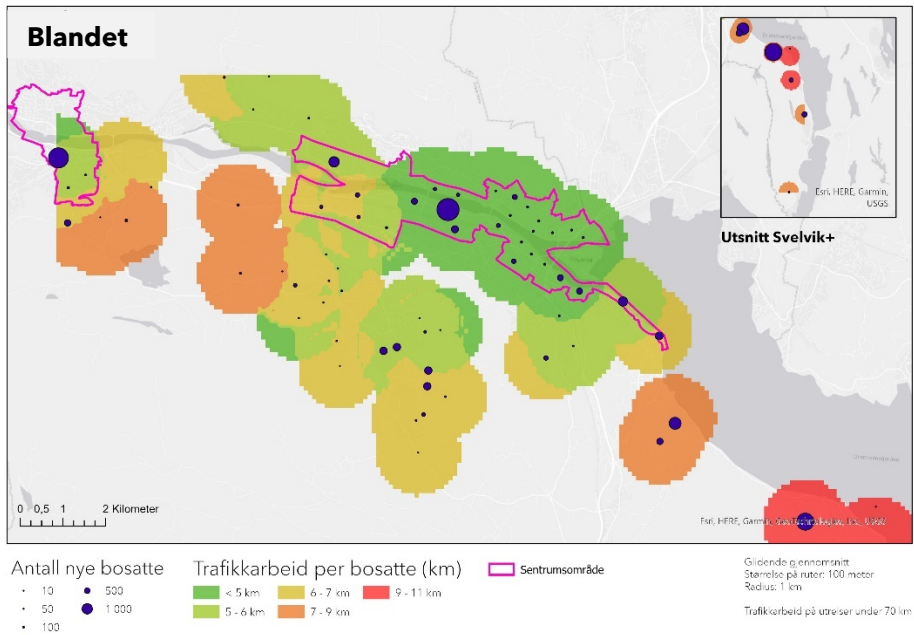 Blandet
Esri, HERE, Garmin,
USGS
Utsnitt Svelvik+
0 0,5 1 2 Kilometer
Esri, HERE, Garmin,
Antall nye bosatte
10
50
100
500
1 000
Trafikkarbeid per bosatte (km)
< 5 km
5 - 6 km
6 - 7 km
7 - 9 km
9 - 11 km
Sentrumsområde
Glidende gjennomsnitt
Størrelse på ruter: 100 meter
Radius: 1 km
Trafikkarbeid på utreiser under 70 km